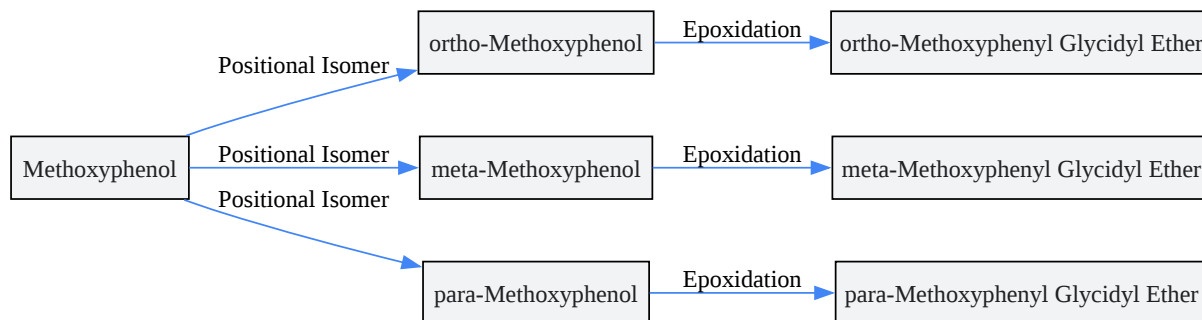 ortho-Methoxyphenol
Epoxidation
ortho-Methoxyphenyl Glycidyl Ether
Positional Isomer
Methoxyphenol
Positional Isomer
meta-Methoxyphenol
Epoxidation
meta-Methoxyphenyl Glycidyl Ether
Positional Isomer
para-Methoxyphenol
Epoxidation
para-Methoxyphenyl Glycidyl Ether